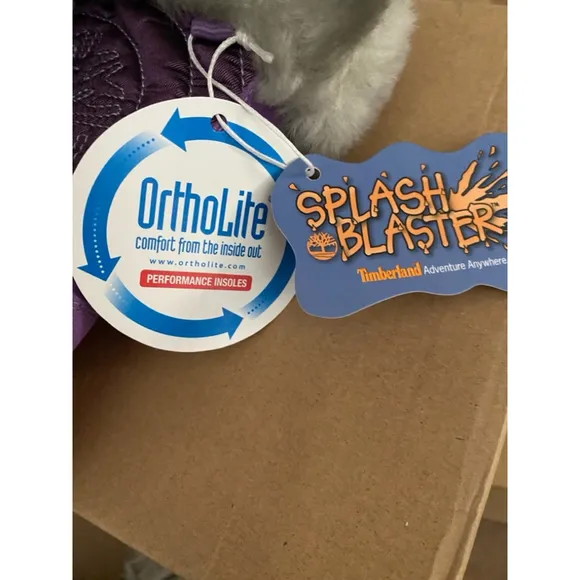 OrthoLite
comfort from the inside out
www.ortholite.com
PERFORMANCE INSOLES
SPLASH
BLASTER
Timberland Adventure Anywhere